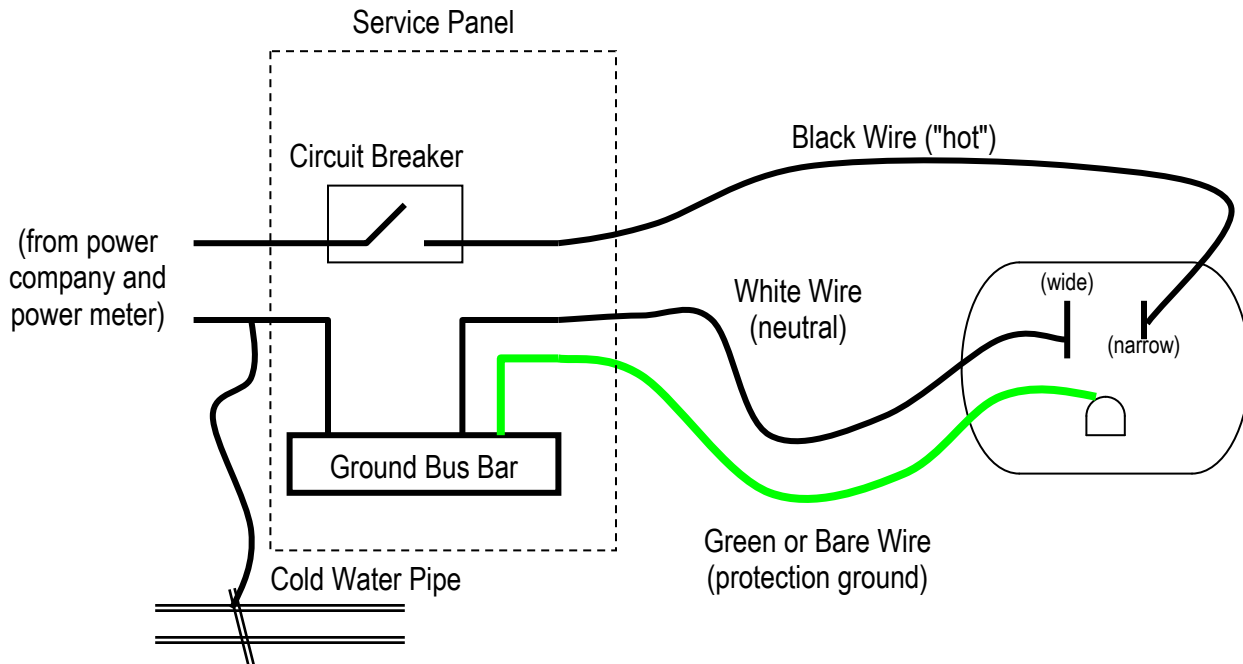 Service Panel
Circuit Breaker
Black Wire ("hot")
(from power
company and
power meter)
White Wire
(neutral)
(wide)
(narrow)
Ground Bus Bar
Green or Bare Wire
(protection ground)
Cold Water Pipe